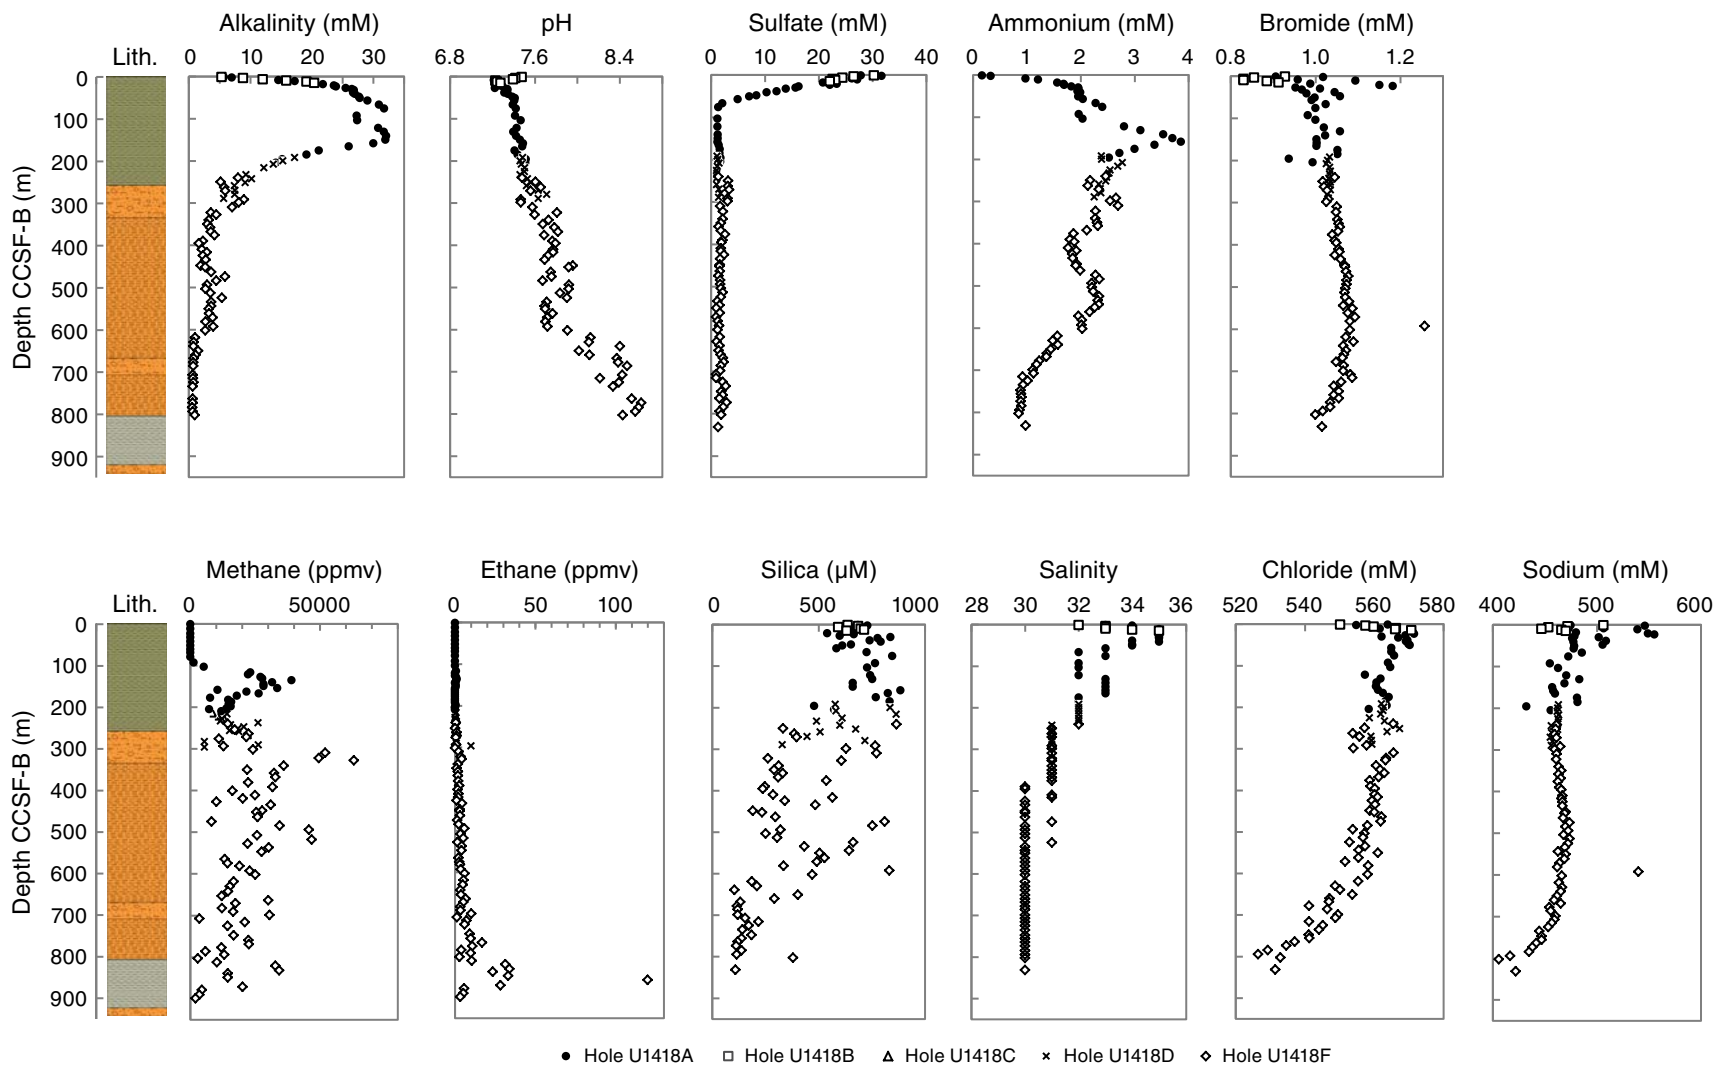 Alkalinity (mM) pH Sulfate (mM) Ammonium (mM) Bromide (mM)
Lith. 0 10 20 30 6.8 7.6 8.4 0 10 20 30 40 0 1 2 3 4 0.8 1.0 1.2
0
100
200
300
400
500
600
700
800
900
Depth CCSF-B (m)
Methane (ppmv) Ethane (ppmv) Silica (µM) Salinity Chloride (mM) Sodium (mM)
Lith. 0 50000 0 50 100 0 500 1000 28 30 32 34 36 520 540 560 580 400 500 600
0
100
200
300
400
500
600
700
800
900
Depth CCSF-B (m)
Hole U1418A Hole U1418B Hole U1418C Hole U1418D Hole U1418F